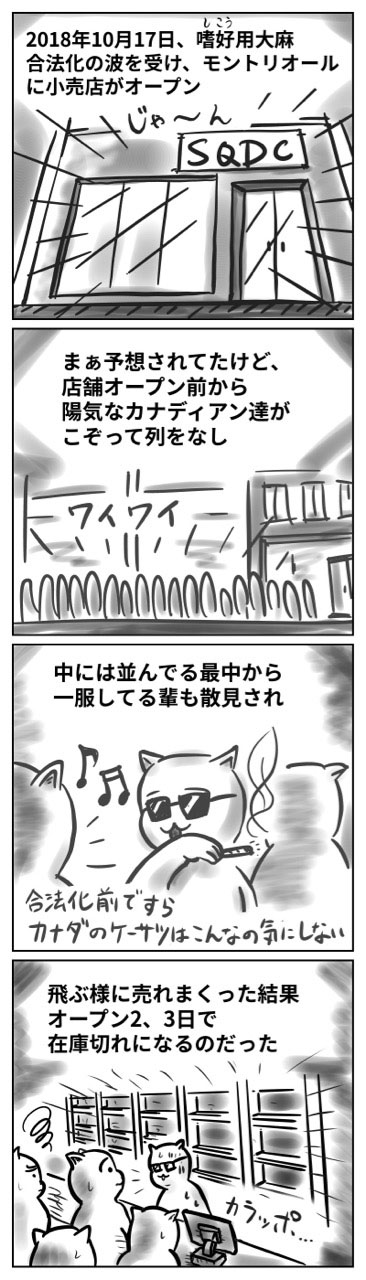 2018年10月17日、嗜好用大麻
しこう
合法化の波を受け、モントリオール
に小売店がオープン
じゃ〜ん
SQDC
まぁ予想されてたけど、
店舗オープン前から
陽気なカナディアン達が
こぞって列をなし
ワイワイ
中には並んでる最中から
一服してる輩も散見され
合法化前ですら
カナダのケーサツはこんなの気にしない
飛ぶ様に売れまくった結果
オープン2、3日で
在庫切れになるのだった
カラッポ...